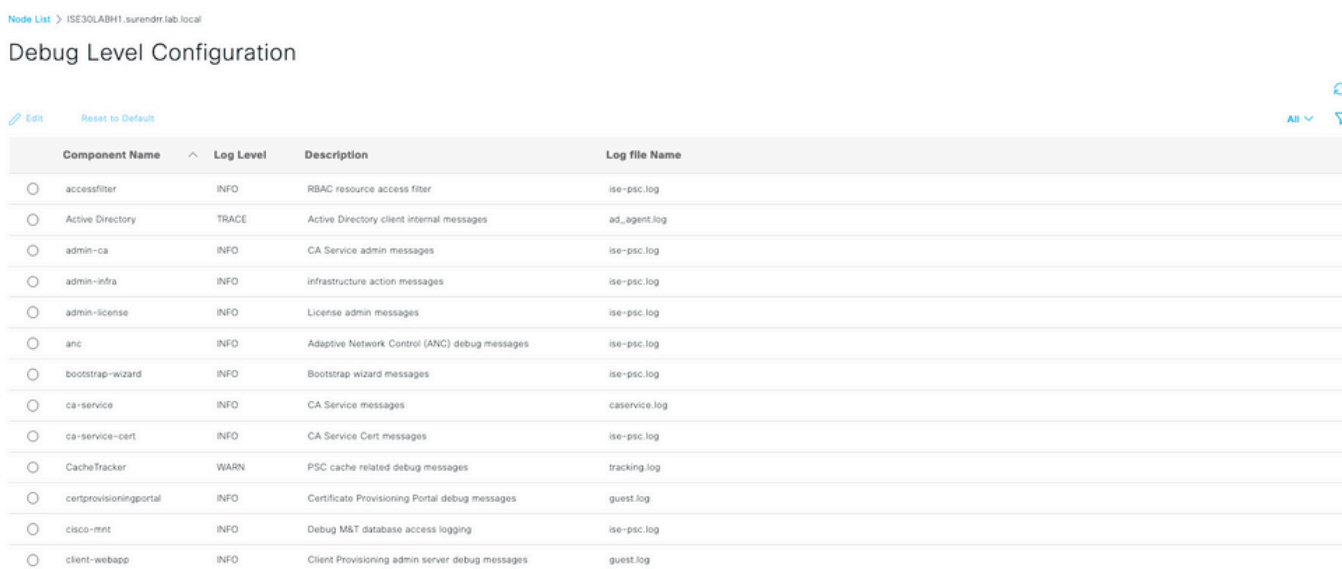 Node List > ISE30LABH1.surendrr.lab.local
Debug Level Configuration
Edit Reset to Default All
Component Name Log Level Description Log file Name
accessfilter INFO RBAC resource access filter ise-psc.log
Active Directory TRACE Active Directory client internal messages ad_agent.log
admin-ca INFO CA Service admin messages ise-psc.log
admin-infra INFO infrastructure action messages ise-psc.log
admin-license INFO License admin messages ise-psc.log
anc INFO Adaptive Network Control (ANC) debug messages ise-psc.log
bootstrap-wizard INFO Bootstrap wizard messages ise-psc.log
ca-service INFO CA Service messages caservice.log
ca-service-cert INFO CA Service Cert messages ise-psc.log
CacheTracker WARN PSC cache related debug messages tracking.log
certprovisioningportal INFO Certificate Provisioning Portal debug messages guest.log
cisco-mnt INFO Debug M&T database access logging ise-psc.log
client-webapp INFO Client Provisioning admin server debug messages guest.log